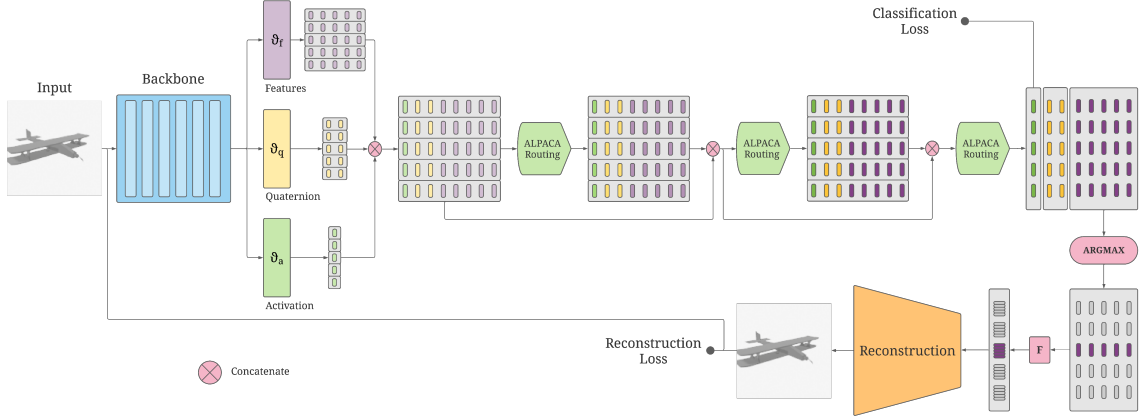 Classification
Loss
ϑf
Features
Input
Backbone
ϑq
Quaternion
ALPACA
Routing
ALPACA
Routing
ALPACA
Routing
ϑa
Activation
ARGMAX
Reconstruction
Loss
Reconstruction
F
Concatenate